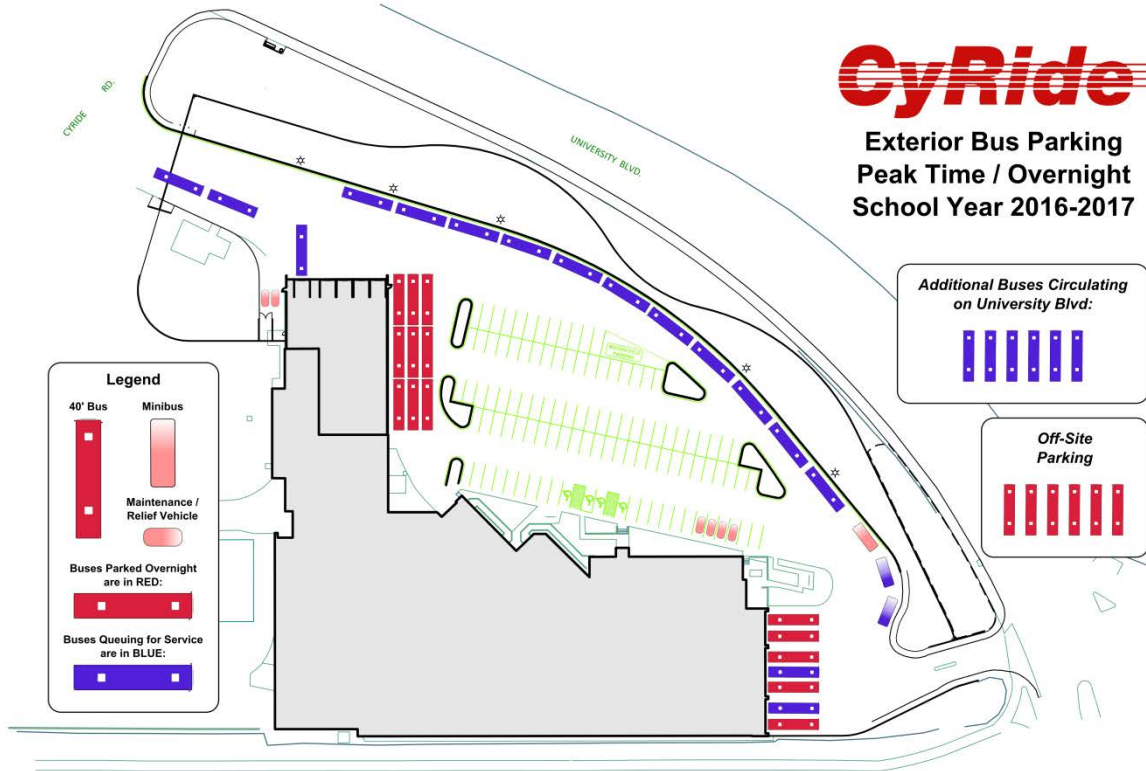 CyRide
Exterior Bus Parking
Peak Time / Overnight
School Year 2016-2017
CYRIDE RD.
UNIVERSITY BLVD.
Additional Buses Circulating
on University Blvd:
Off-Site
Parking
MOTORCYCLE
PARKING
Legend
40' Bus
Minibus
Maintenance /
Relief Vehicle
Buses Parked Overnight
are in RED:
Buses Queuing for Service
are in BLUE: